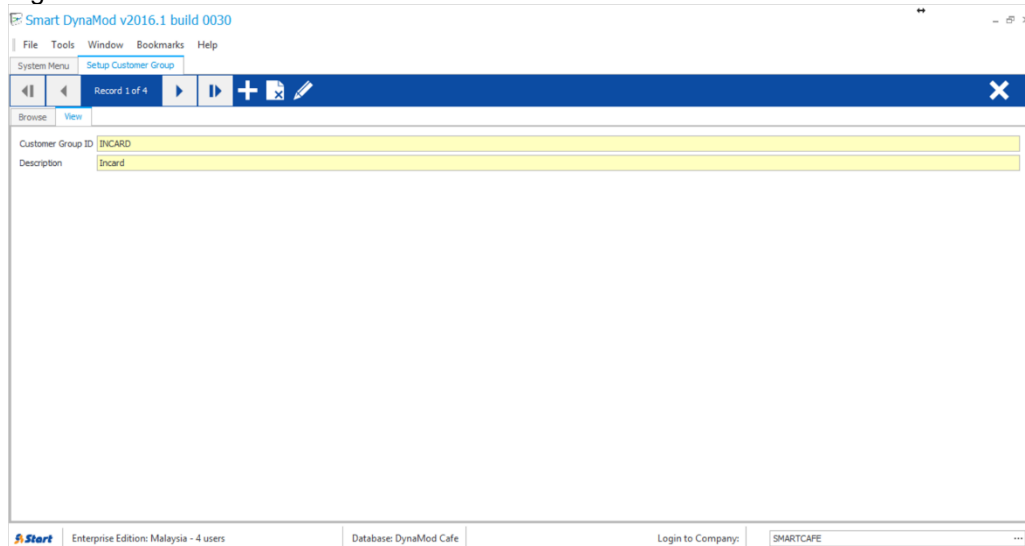 Smart DynaMod v2016.1 build 0030
File Tools Window Bookmarks Help
System Menu Setup Customer Group
Record 1 of 4
Browse View
Customer Group ID INCARD
Description Incard
Start Enterprise Edition: Malaysia - 4 users Database: DynaMod Cafe Login to Company: SMARTCAFE ...